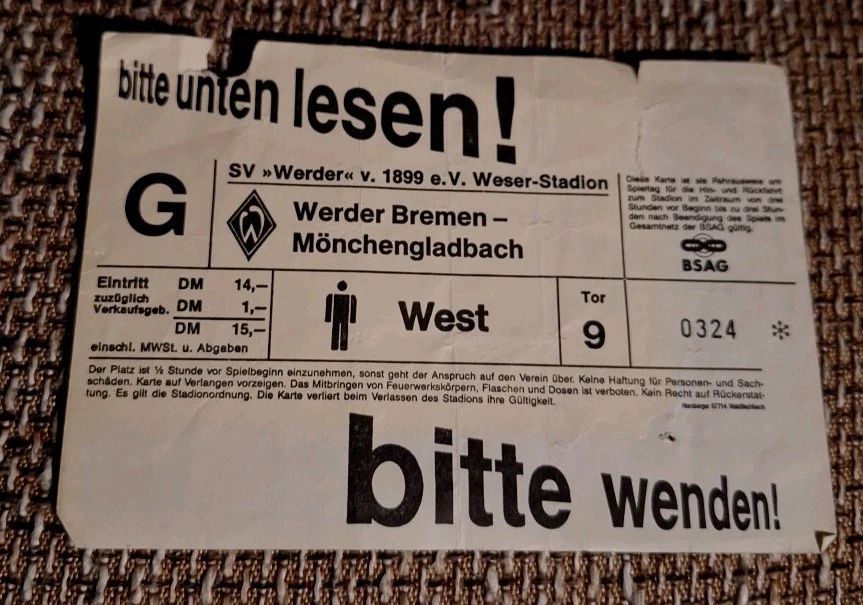 bitte unten lesen!
G
SV »Werder« v. 1899 e.V. Weser-Stadion
Werder Bremen –
Mönchengladbach
Diese Karte ist als Fahrausweis am
Spieltag für die Hin- und Rückfahrt
zum Stadion im Zeitraum von drei
Stunden vor Beginn bis zu drei Stun-
den nach Beendigung des Spiels im
Gesamtnetz der BSAG gültig.
BSAG
Eintritt DM 14,–
zuzüglich
Verkaufsgeb. DM 1,–
DM 15,–
einschl. MWSt. u. Abgaben
West
Tor
9
0324 *
Der Platz ist ½ Stunde vor Spielbeginn einzunehmen, sonst geht der Anspruch auf den Verein über. Keine Haftung für Personen- und Sach-
schäden. Karte auf Verlangen vorzeigen. Das Mitbringen von Feuerwerkskörpern, Flaschen und Dosen ist verboten. Kein Recht auf Rückerstat-
tung. Es gilt die Stadionordnung. Die Karte verliert beim Verlassen des Stadions ihre Gültigkeit.
bitte wenden!